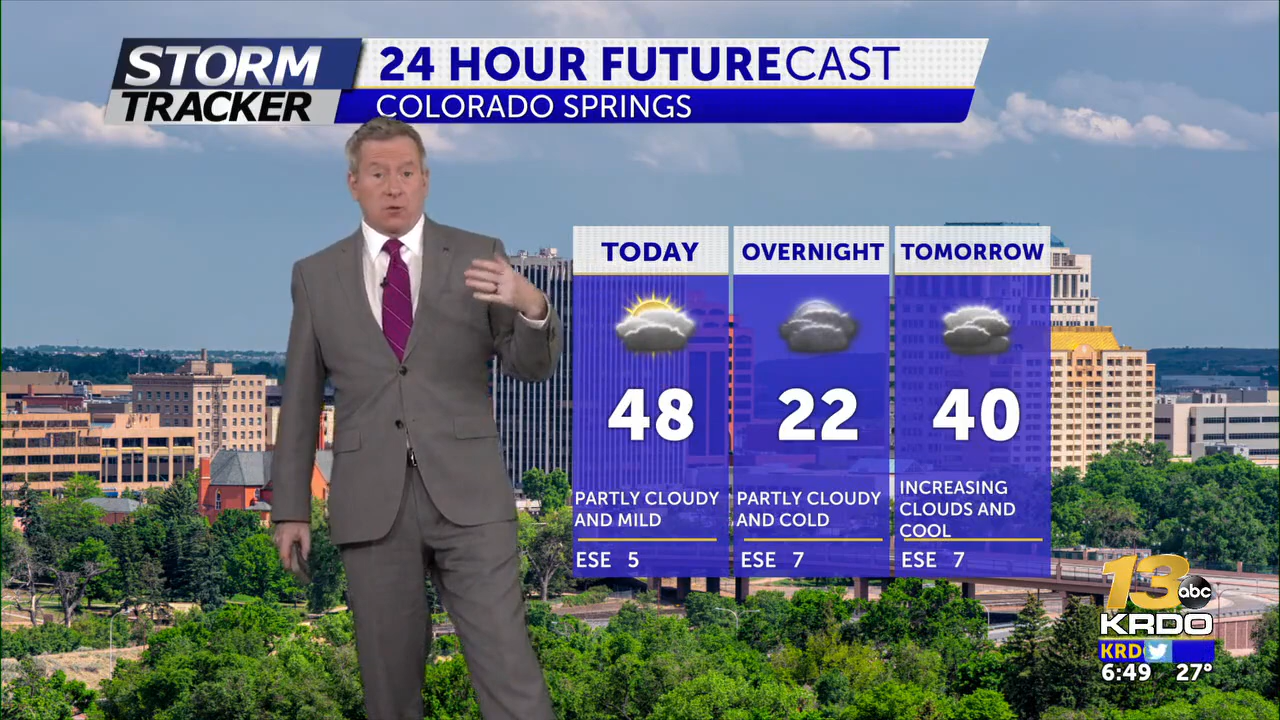 STORM
TRACKER
24 HOUR FUTURECAST
COLORADO SPRINGS
TODAY
48
PARTLY CLOUDY
AND MILD
ESE 5
OVERNIGHT
22
PARTLY CLOUDY
AND COLD
ESE 7
TOMORROW
40
INCREASING
CLOUDS AND
COOL
ESE 7
13
abc
KRDO
KRD
6:49 27°